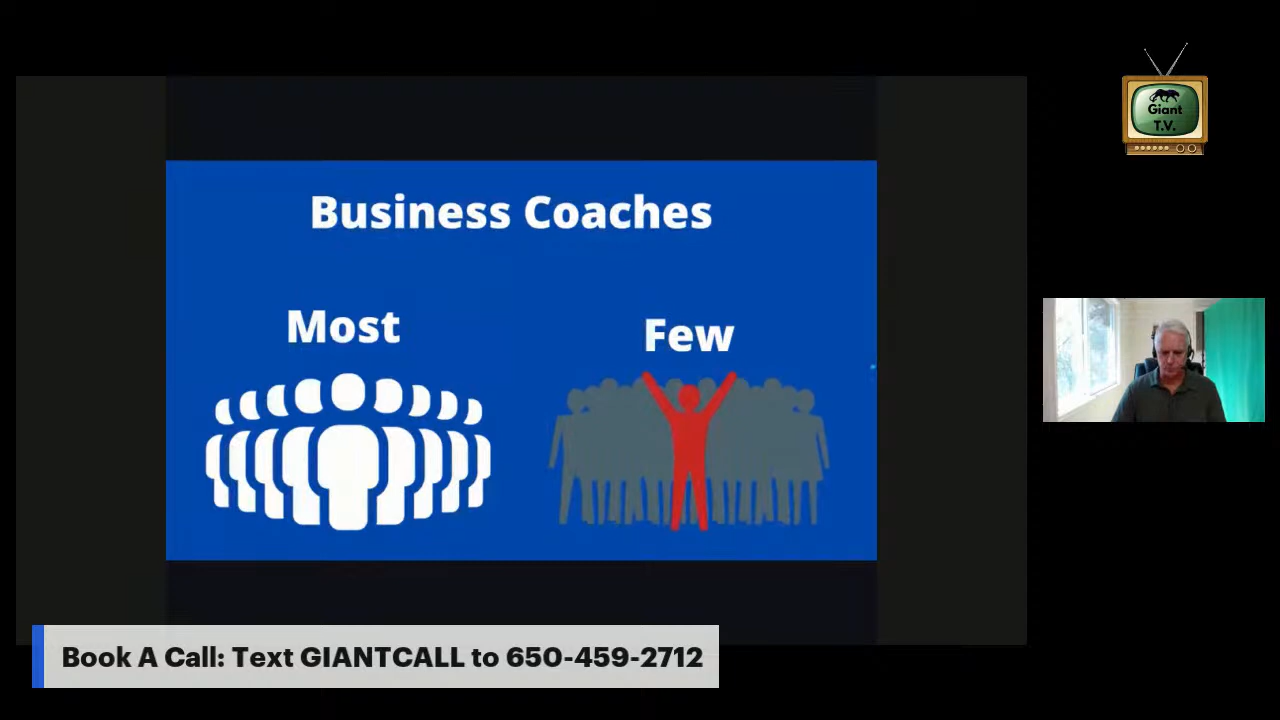 Giant
T.V.
Business Coaches
Most
Few
Book A Call: Text GIANTCALL to 650-459-2712